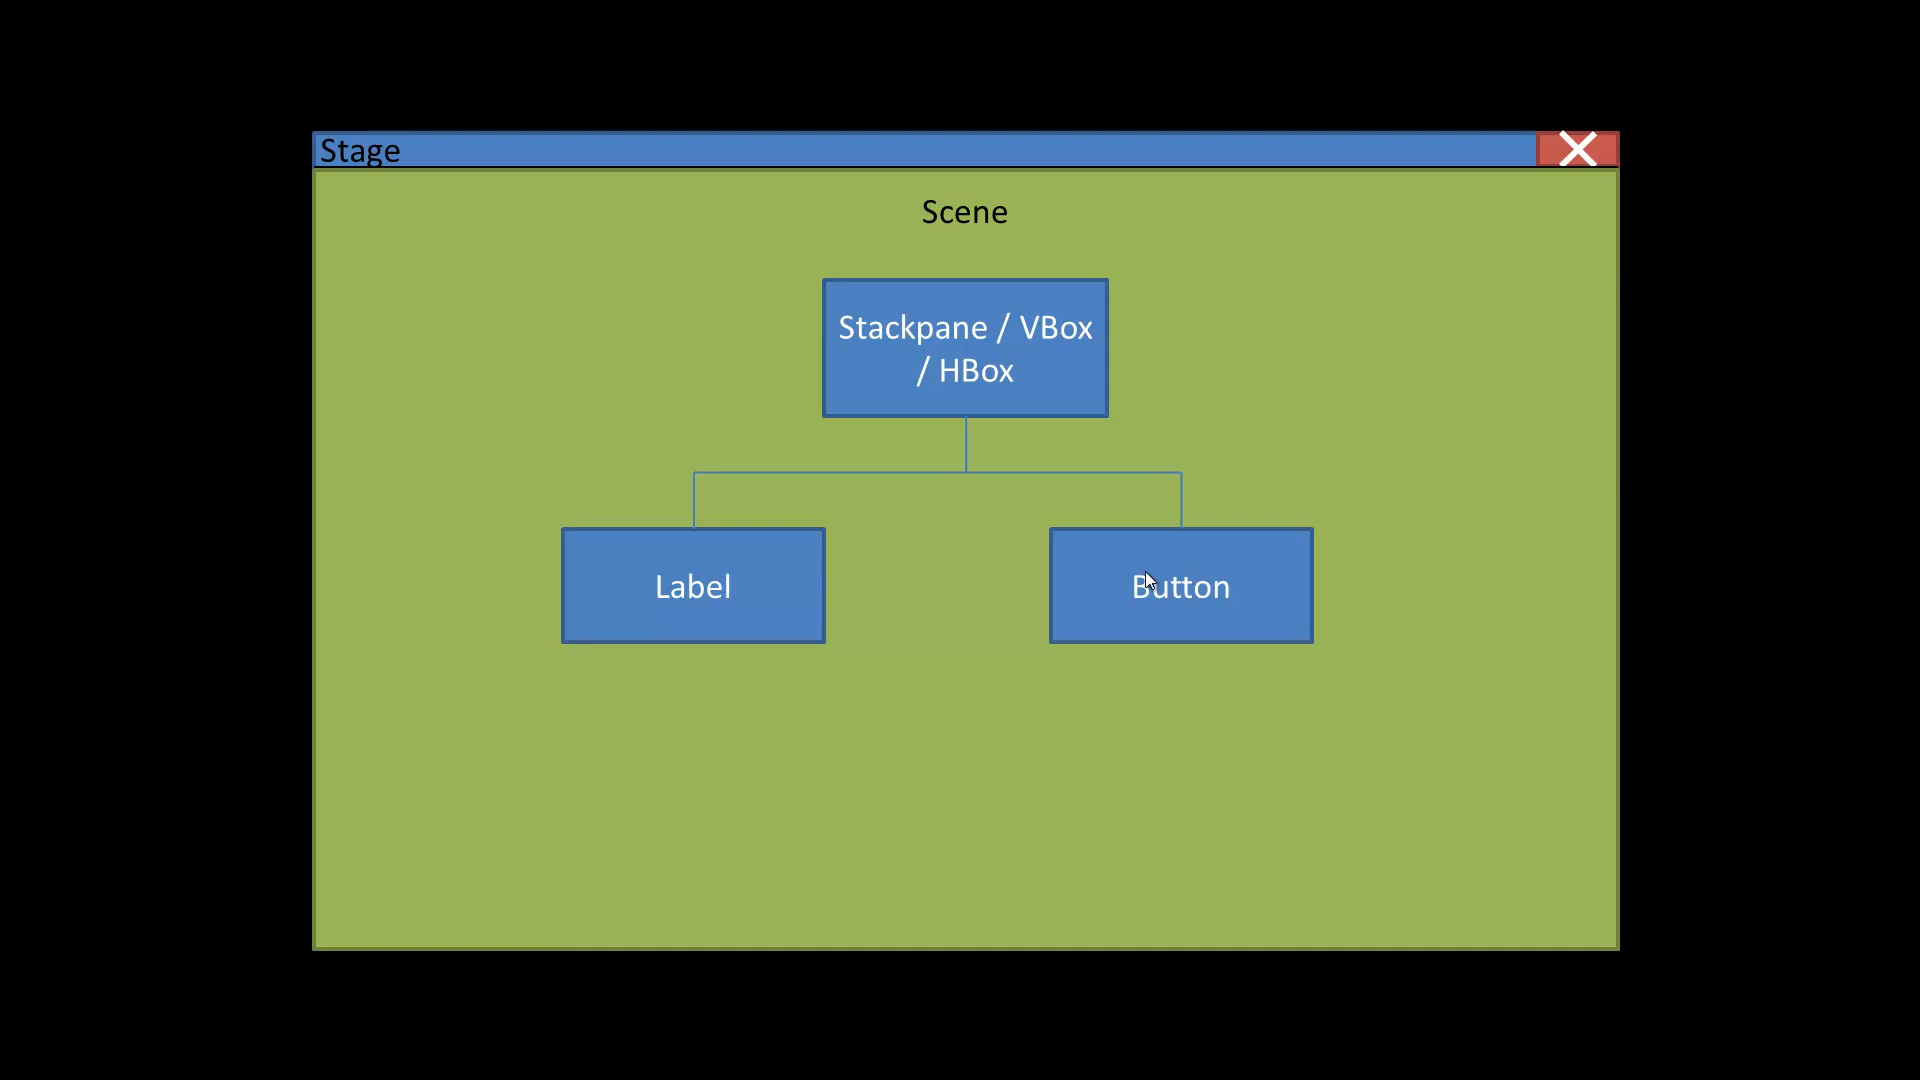 Stage
Scene
Stackpane / VBox
/ HBox
Label
Button